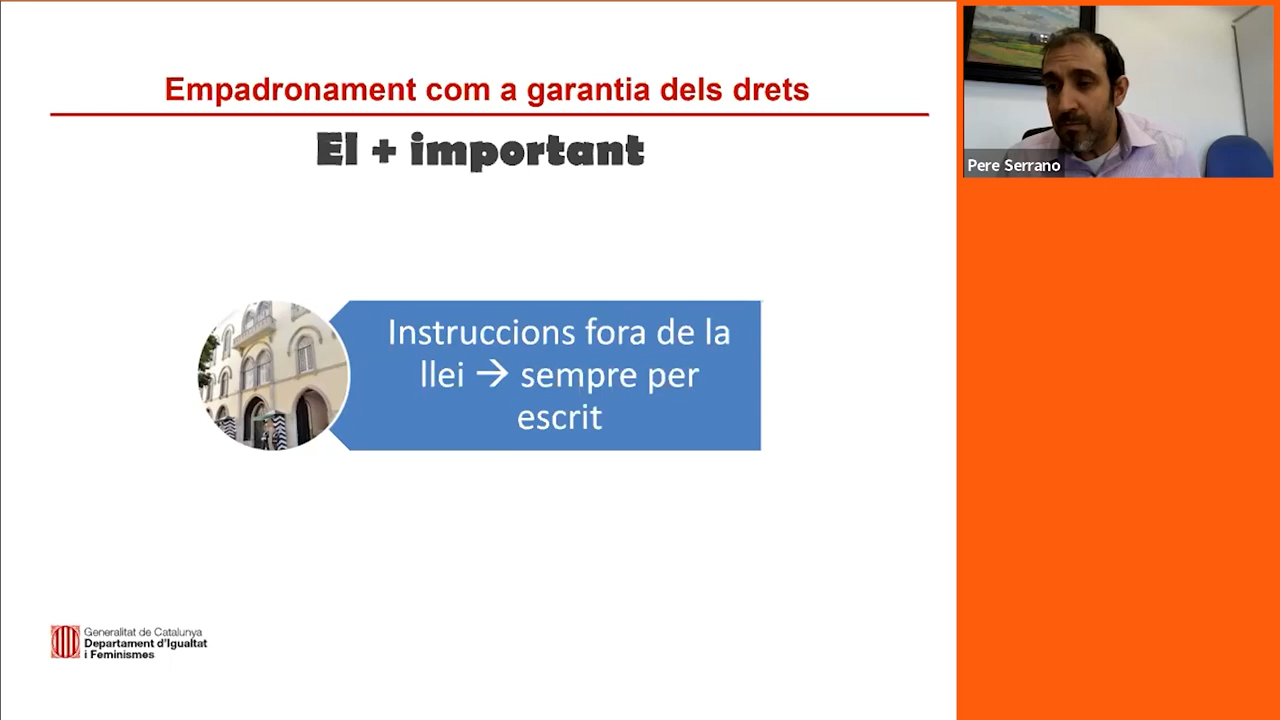 Empadronament com a garantia dels drets
El + important
Instruccions fora de la
llei → sempre per
escrit
Generalitat de Catalunya
Departament d'Igualtat
i Feminismes
Pere Serrano